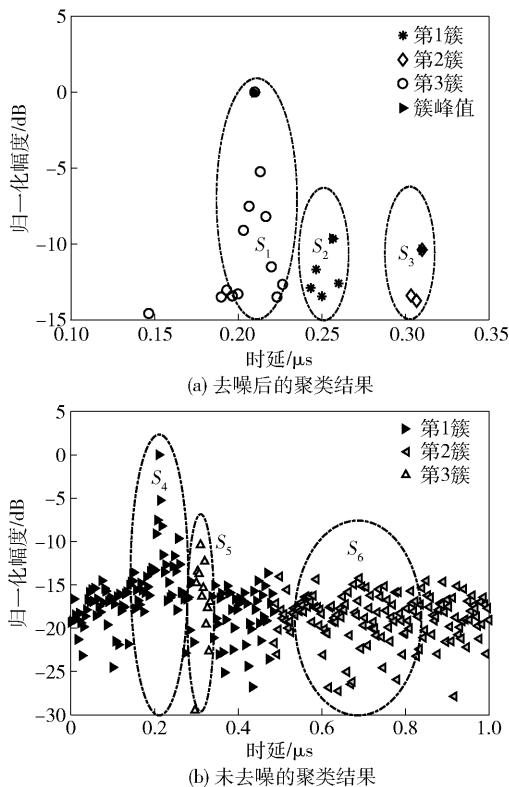 5
0
-5
-10
-15
0.10 0.15 0.20 0.25 0.30 0.35
归一化幅度/dB
时延/μs
第1簇
第2簇
第3簇
簇峰值
S1
S2
S3
(a) 去噪后的聚类结果
5
0
-5
-10
-15
-20
-25
-30
0 0.2 0.4 0.6 0.8 1.0
归一化幅度/dB
时延/μs
第1簇
第2簇
第3簇
S4
S5
S6
(b) 未去噪的聚类结果